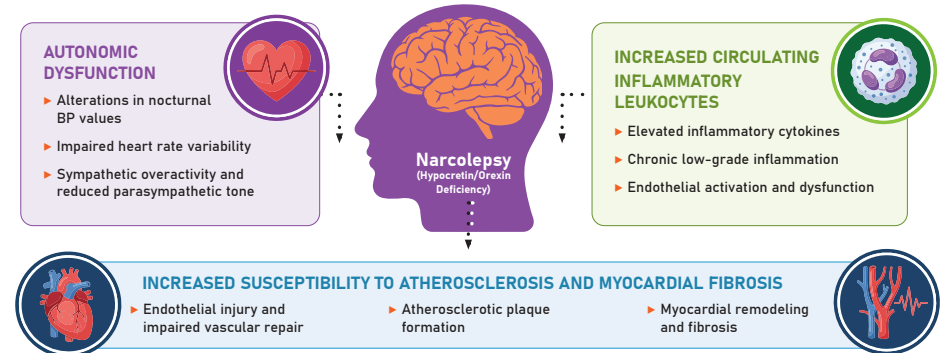 AUTONOMIC
DYSFUNCTION
▶ Alterations in nocturnal
BP values
▶ Impaired heart rate variability
▶ Sympathetic overactivity and
reduced parasympathetic tone
Narcolepsy
(Hypocretin/Orexin
Deficiency)
INCREASED CIRCULATING
INFLAMMATORY
LEUKOCYTES
▶ Elevated inflammatory cytokines
▶ Chronic low-grade inflammation
▶ Endothelial activation and dysfunction
INCREASED SUSCEPTIBILITY TO ATHEROSCLEROSIS AND MYOCARDIAL FIBROSIS
▶ Endothelial injury and
impaired vascular repair
▶ Atherosclerotic plaque
formation
▶ Myocardial remodeling
and fibrosis